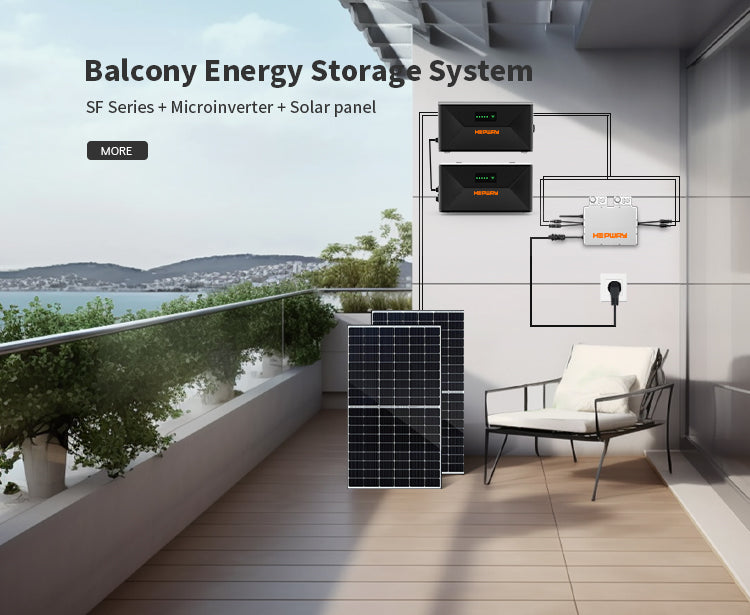 Balcony Energy Storage System
SF Series + Microinverter + Solar panel
MORE
HEPWAY
HEPWAY
HEPWAY